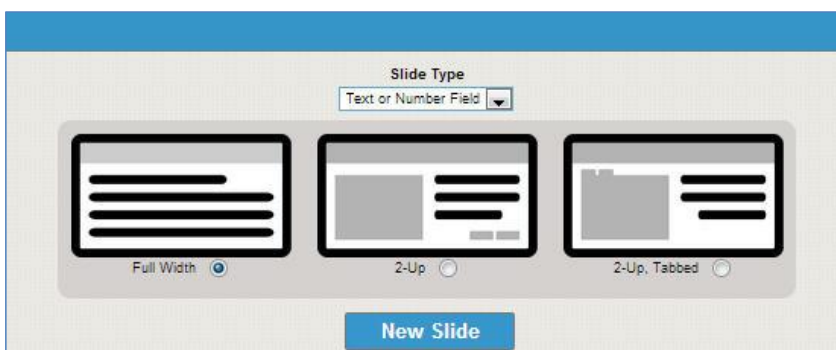 Slide Type
Text or Number Field
Full Width
2-Up
2-Up, Tabbed
New Slide